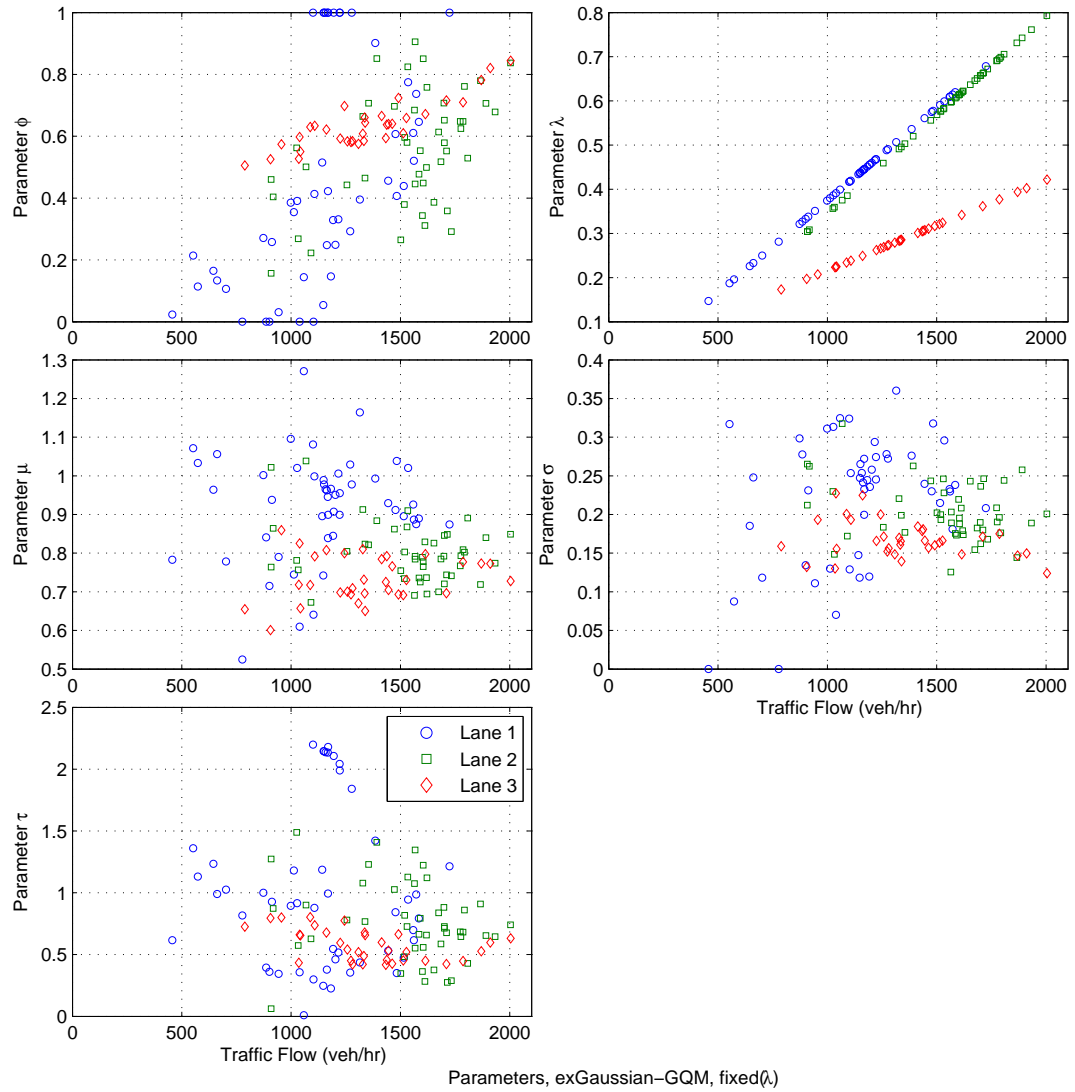 1
0.8
0.6
0.4
0.2
0
0 500 1000 1500 2000
Parameter φ
0.8
0.7
0.6
0.5
0.4
0.3
0.2
0.1
0 500 1000 1500 2000
Parameter λ
1.3
1.2
1.1
1
0.9
0.8
0.7
0.6
0.5
0 500 1000 1500 2000
Parameter μ
0.4
0.35
0.3
0.25
0.2
0.15
0.1
0.05
0
0 500 1000 1500 2000
Parameter σ
Traffic Flow (veh/hr)
2.5
2
1.5
1
0.5
0
0 500 1000 1500 2000
Parameter τ
Traffic Flow (veh/hr)
Lane 1
Lane 2
Lane 3
Parameters, exGaussian−GQM, fixed(λ)